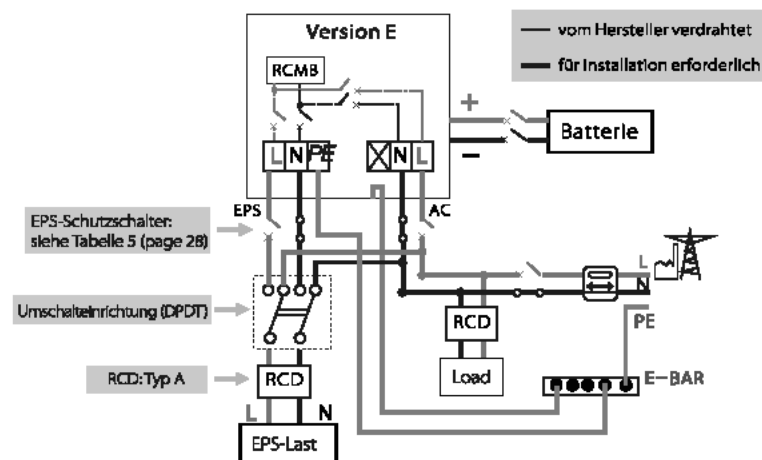 Version E
vom Hersteller verdrahtet
für Installation erforderlich
RCMB
+
Batterie
−
L N PE
N L
EPS
AC
EPS-Schutzschalter:
siehe Tabelle 5 (page 28)
L
N
Umschalteinrichtung (DPDT)
RCD
PE
RCD: Typ A
RCD
Load
E-BAR
L N
EPS-Last